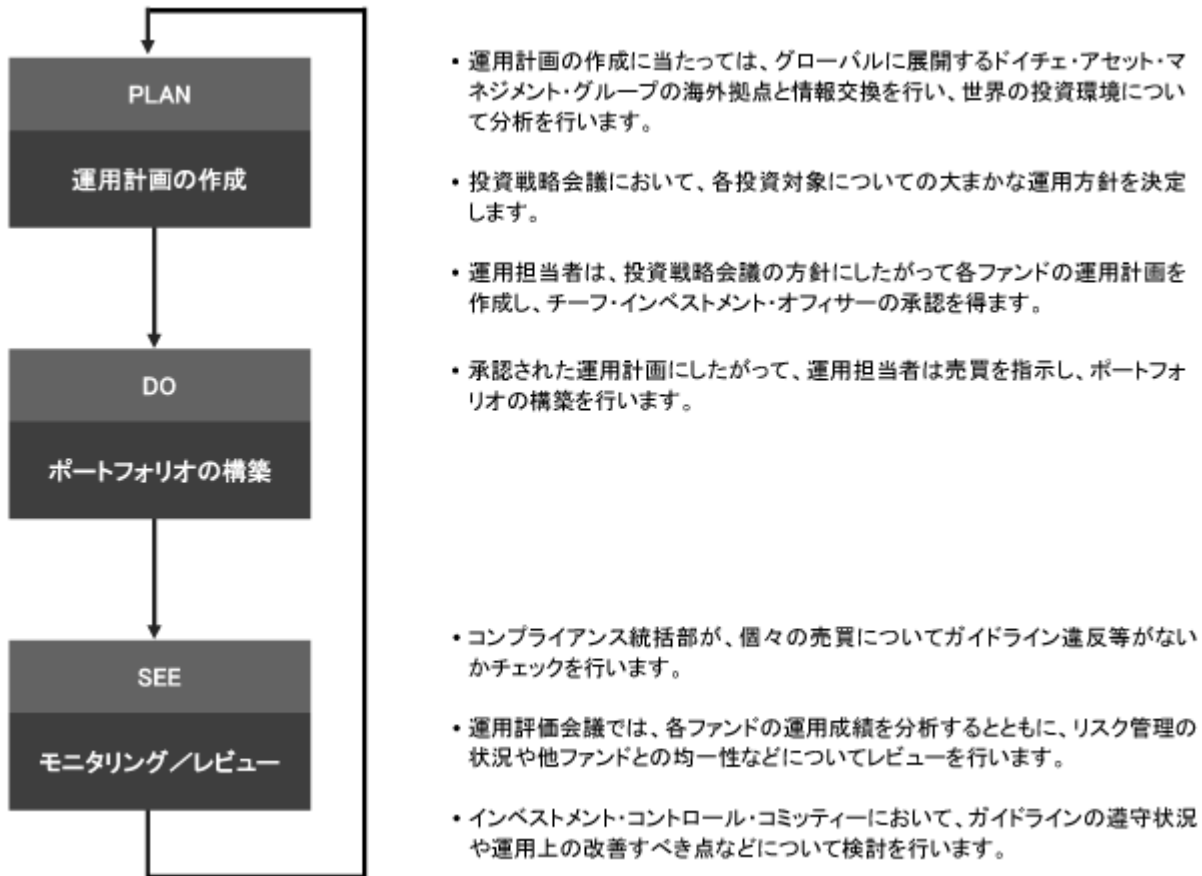 PLAN
運用計画の作成
・運用計画の作成に当たっては、グローバルに展開するドイチェ・アセット・マ
ネジメント・グループの海外拠点と情報交換を行い、世界の投資環境につい
て分析を行います。
・投資戦略会議において、各投資対象についての大まかな運用方針を決定
します。
・運用担当者は、投資戦略会議の方針にしたがって各ファンドの運用計画を
作成し、チーフ・インベストメント・オフィサーの承認を得ます。
DO
ポートフォリオの構築
・承認された運用計画にしたがって、運用担当者は売買を指示し、ポートフォ
リオの構築を行います。
SEE
モニタリング／レビュー
・コンプライアンス統括部が、個々の売買についてガイドライン違反等がない
かチェックを行います。
・運用評価会議では、各ファンドの運用成績を分析するとともに、リスク管理の
状況や他ファンドとの均一性などについてレビューを行います。
・インベストメント・コントロール・コミッティーにおいて、ガイドラインの遵守状況
や運用上の改善すべき点などについて検討を行います。